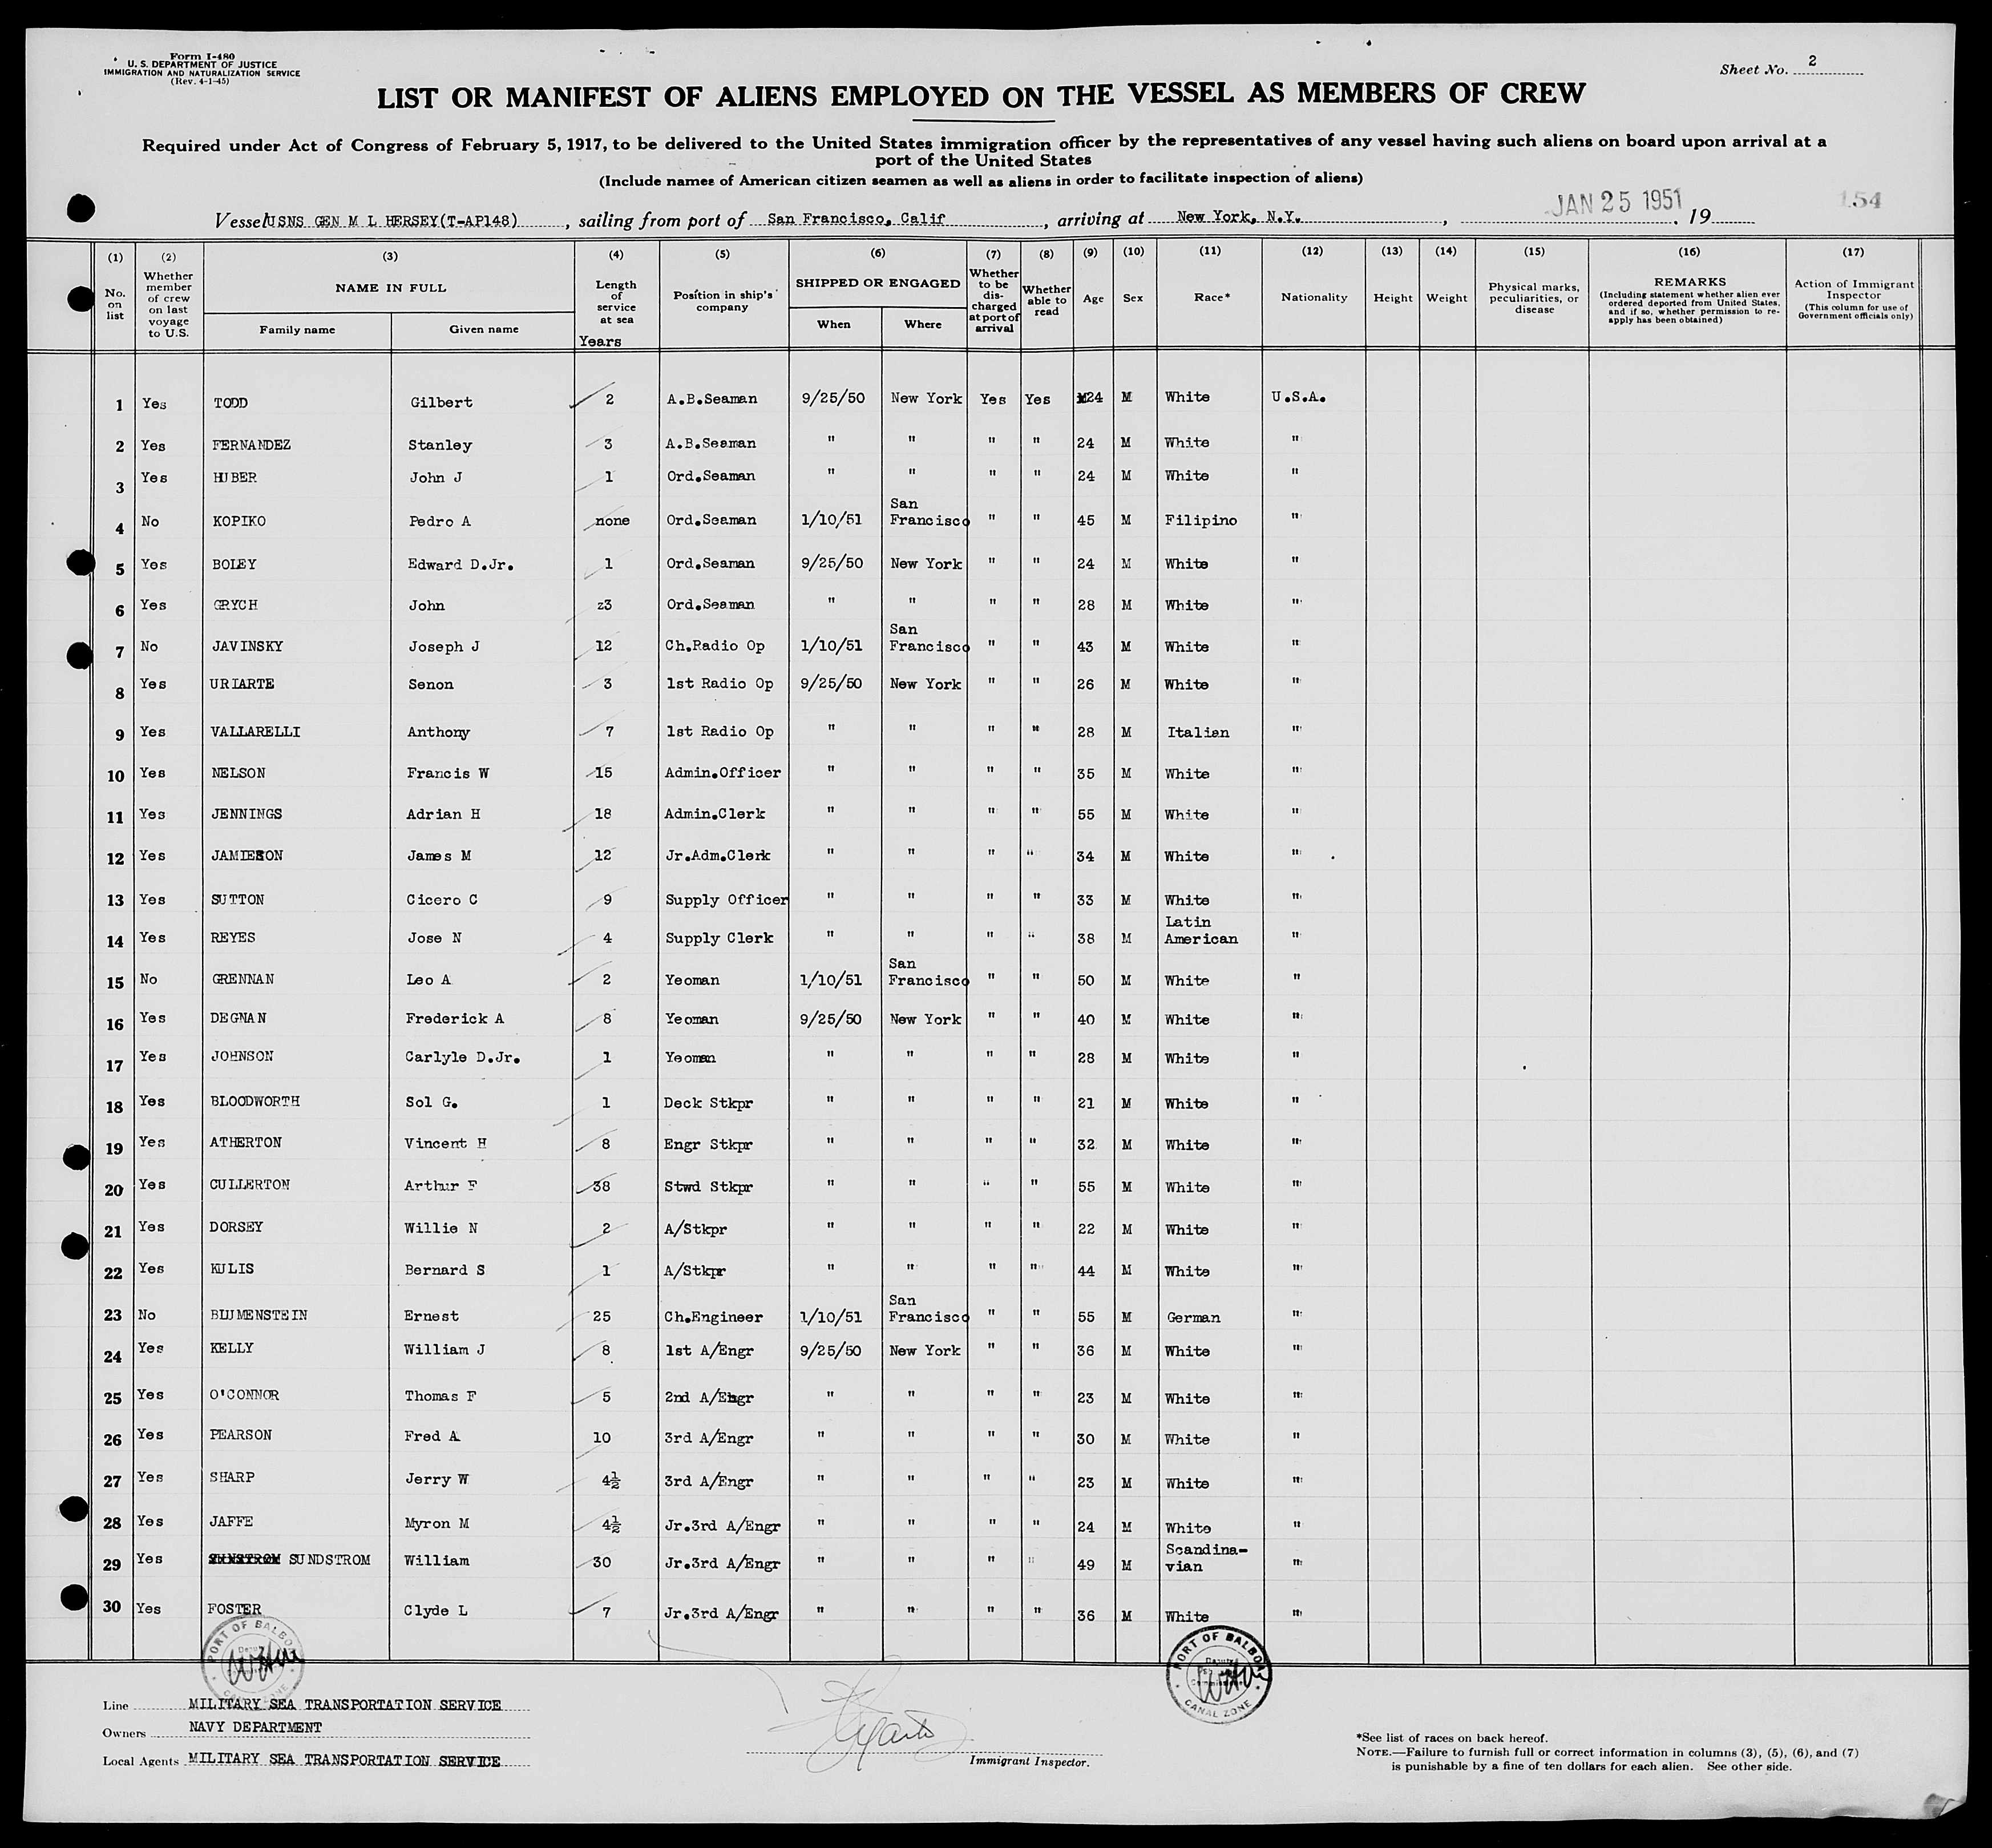 Form I-480
U. S. DEPARTMENT OF JUSTICE
IMMIGRATION AND NATURALIZATION SERVICE
(Rev. 4-1-45)
Sheet No. 2
LIST OR MANIFEST OF ALIENS EMPLOYED ON THE VESSEL AS MEMBERS OF CREW
Required under Act of Congress of February 5, 1917, to be delivered to the United States immigration officer by the representatives of any vessel having such aliens on board upon arrival at a
port of the United States
(Include names of American citizen seamen as well as aliens in order to facilitate inspection of aliens)
Vessel USNS GEN M L HERSEY(T-AP148), sailing from port of San Francisco, Calif, arriving at New York, N.Y., JAN 25 1951, 19 154
(1) No. on list
(2) Whether member of crew on last voyage to U.S.
(3) NAME IN FULL Family name Given name
(4) Length of service at sea Years
(5) Position in ship's company
(6) SHIPPED OR ENGAGED When Where
(7) Whether to be discharged at port of arrival
(8) Whether able to read
(9) Age
(10) Sex
(11) Race*
(12) Nationality
(13) Height
(14) Weight
(15) Physical marks, peculiarities, or disease
(16) REMARKS (Including statement whether alien ever ordered deported from United States, and if so, whether permission to re-apply has been obtained)
(17) Action of Immigrant Inspector (This column for use of Government officials only)
1 Yes TODD Gilbert 2 A.B.Seaman 9/25/50 New York Yes Yes 24 M White U.S.A.
2 Yes FERNANDEZ Stanley 3 A.B.Seaman " " " " 24 M White "
3 Yes HUBER John J 1 Ord.Seaman " " " " 24 M White "
4 No KOPIKO Pedro A none Ord.Seaman 1/10/51 San Francisco " " 45 M Filipino "
5 Yes BOLEY Edward D.Jr. 1 Ord.Seaman 9/25/50 New York " " 24 M White "
6 Yes GRYCH John z3 Ord.Seaman " " " " 28 M White "
7 No JAVINSKY Joseph J 12 Ch.Radio Op 1/10/51 San Francisco " " 43 M White "
8 Yes URIARTE Senon 3 1st Radio Op 9/25/50 New York " " 26 M White "
9 Yes VALLARELLI Anthony 7 1st Radio Op " " " " 28 M Italian "
10 Yes NELSON Francis W 15 Admin.Officer " " " " 35 M White "
11 Yes JENNINGS Adrian H 18 Admin.Clerk " " " " 55 M White "
12 Yes JAMIESON James M 12 Jr.Adm.Clerk " " " " 34 M White "
13 Yes SUTTON Cicero C 9 Supply Officer " " " " 33 M White "
14 Yes REYES Jose N 4 Supply Clerk " " " " 38 M Latin American "
15 No GRENNAN Leo A 2 Yeoman 1/10/51 San Francisco " " 50 M White "
16 Yes DEGNAN Frederick A 8 Yeoman 9/25/50 New York " " 40 M White "
17 Yes JOHNSON Carlyle D.Jr. 1 Yeoman " " " " 28 M White "
18 Yes BLOODWORTH Sol G. 1 Deck Stkpr " " " " 21 M White "
19 Yes ATHERTON Vincent H 8 Engr Stkpr " " " " 32 M White "
20 Yes CULLERTON Arthur F 38 Stwd Stkpr " " " " 55 M White "
21 Yes DORSEY Willie N 2 A/Stkpr " " " " 22 M White "
22 Yes KULIS Bernard S 1 A/Stkpr " " " " 44 M White "
23 No BLUMENSTEIN Ernest 25 Ch.Engineer 1/10/51 San Francisco " " 55 M German "
24 Yes KELLY William J 8 1st A/Engr 9/25/50 New York " " 36 M White "
25 Yes O'CONNOR Thomas F 5 2nd A/Engr " " " " 23 M White "
26 Yes PEARSON Fred A 10 3rd A/Engr " " " " 30 M White "
27 Yes SHARP Jerry W 4½ 3rd A/Engr " " " " 23 M White "
28 Yes JAFFE Myron M 4½ Jr.3rd A/Engr " " " " 24 M White "
29 Yes SUNDSTROM William 30 Jr.3rd A/Engr " " " " 49 M Scandina-vian "
30 Yes FOSTER Clyde L 7 Jr.3rd A/Engr " " " " 36 M White "
PORT OF BALBOA CANAL ZONE
PORT OF BALBOA Deputy CANAL ZONE
Line MILITARY SEA TRANSPORTATION SERVICE
Owners NAVY DEPARTMENT
Local Agents MILITARY SEA TRANSPORTATION SERVICE
Immigrant Inspector.
*See list of races on back hereof.
NOTE.—Failure to furnish full or correct information in columns (3), (5), (6), and (7)
is punishable by a fine of ten dollars for each alien. See other side.